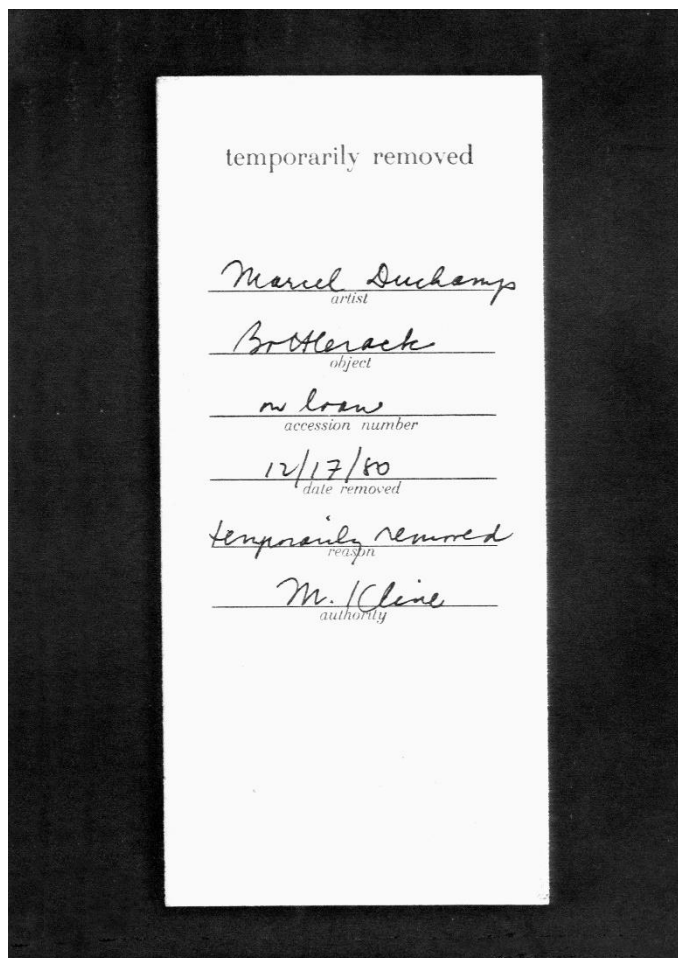 temporarily removed
Marcel Duchamp
artist
Bottlerack
object
on loan
accession number
12/17/80
date removed
temporarily removed
reason
M. Kline
authority